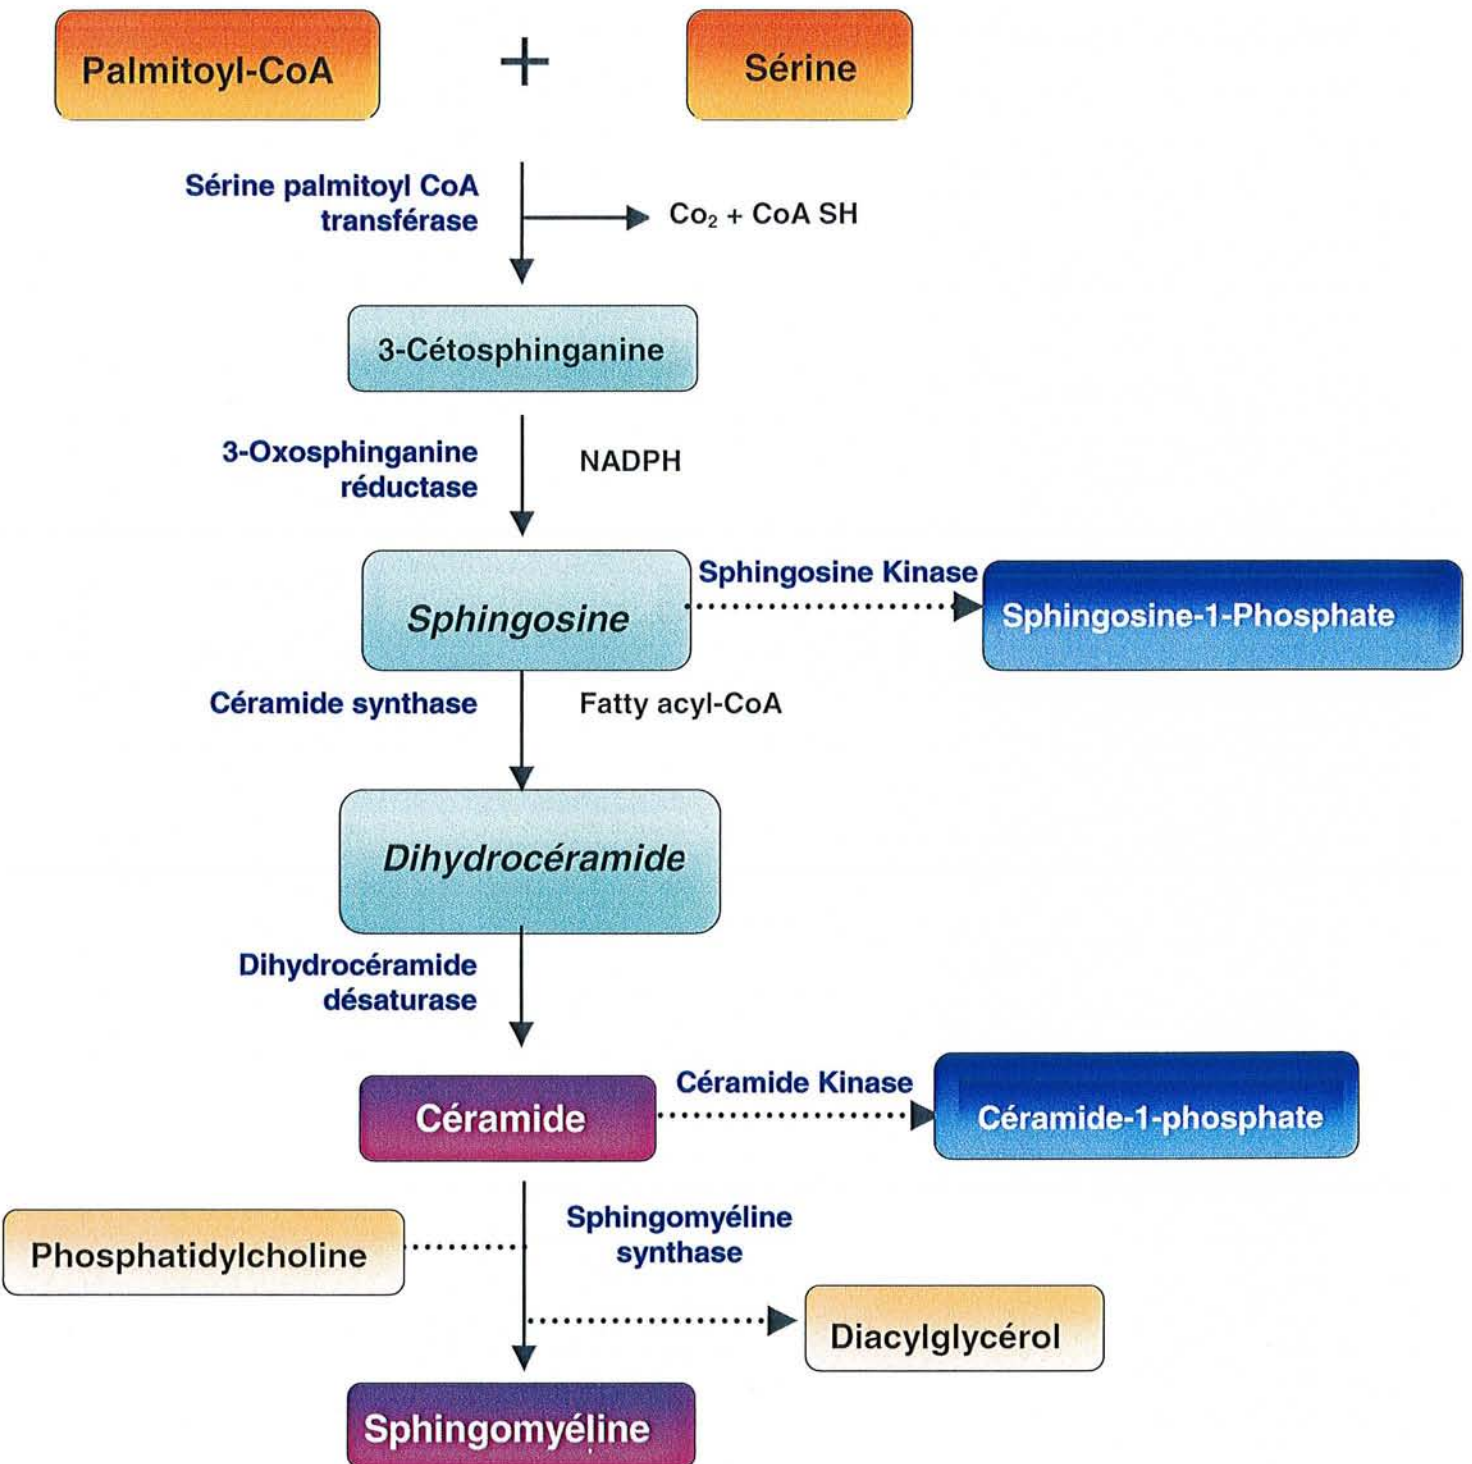 Palmitoyl-CoA
+
Sérine
Sérine palmitoyl CoA
transférase
Co₂ + CoA SH
3-Cétosphinganine
3-Oxosphinganine
réductase
NADPH
Sphingosine
Sphingosine Kinase
Sphingosine-1-Phosphate
Céramide synthase
Fatty acyl-CoA
Dihydrocéramide
Dihydrocéramide
désaturase
Céramide
Céramide Kinase
Céramide-1-phosphate
Phosphatidylcholine
Sphingomyéline
synthase
Diacylglycérol
Sphingomyéline